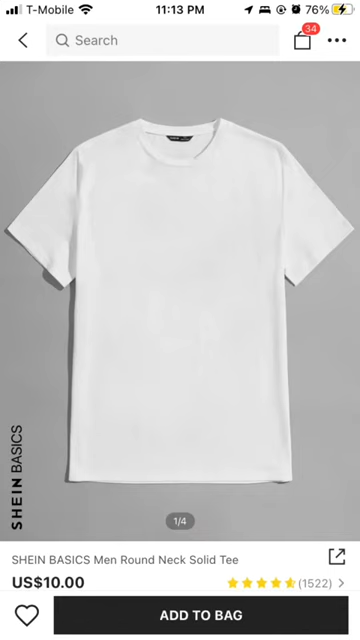 T-Mobile 11:13 PM 76%
Search 34
SHEIN BASICS
1/4
SHEIN BASICS Men Round Neck Solid Tee
US$10.00 (1522)
ADD TO BAG